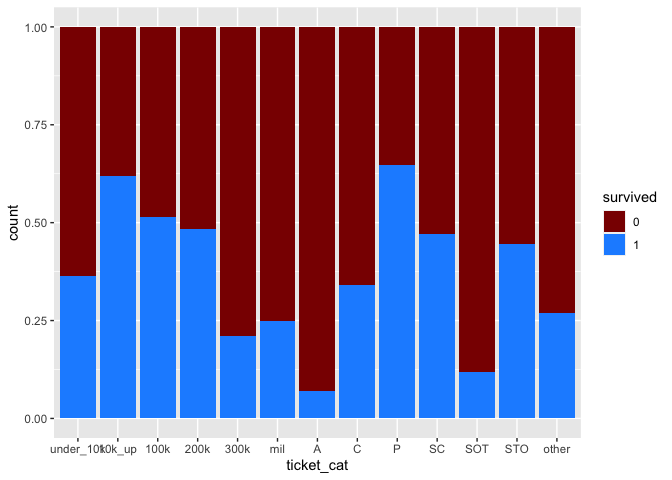 1.00
0.75
0.50
0.25
0.00
count
under_10k 10k_up 100k 200k 300k mil A C P SC SOT STO other
ticket_cat
survived
0
1